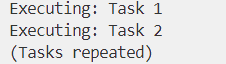 Executing: Task 1
Executing: Task 2
(Tasks repeated)